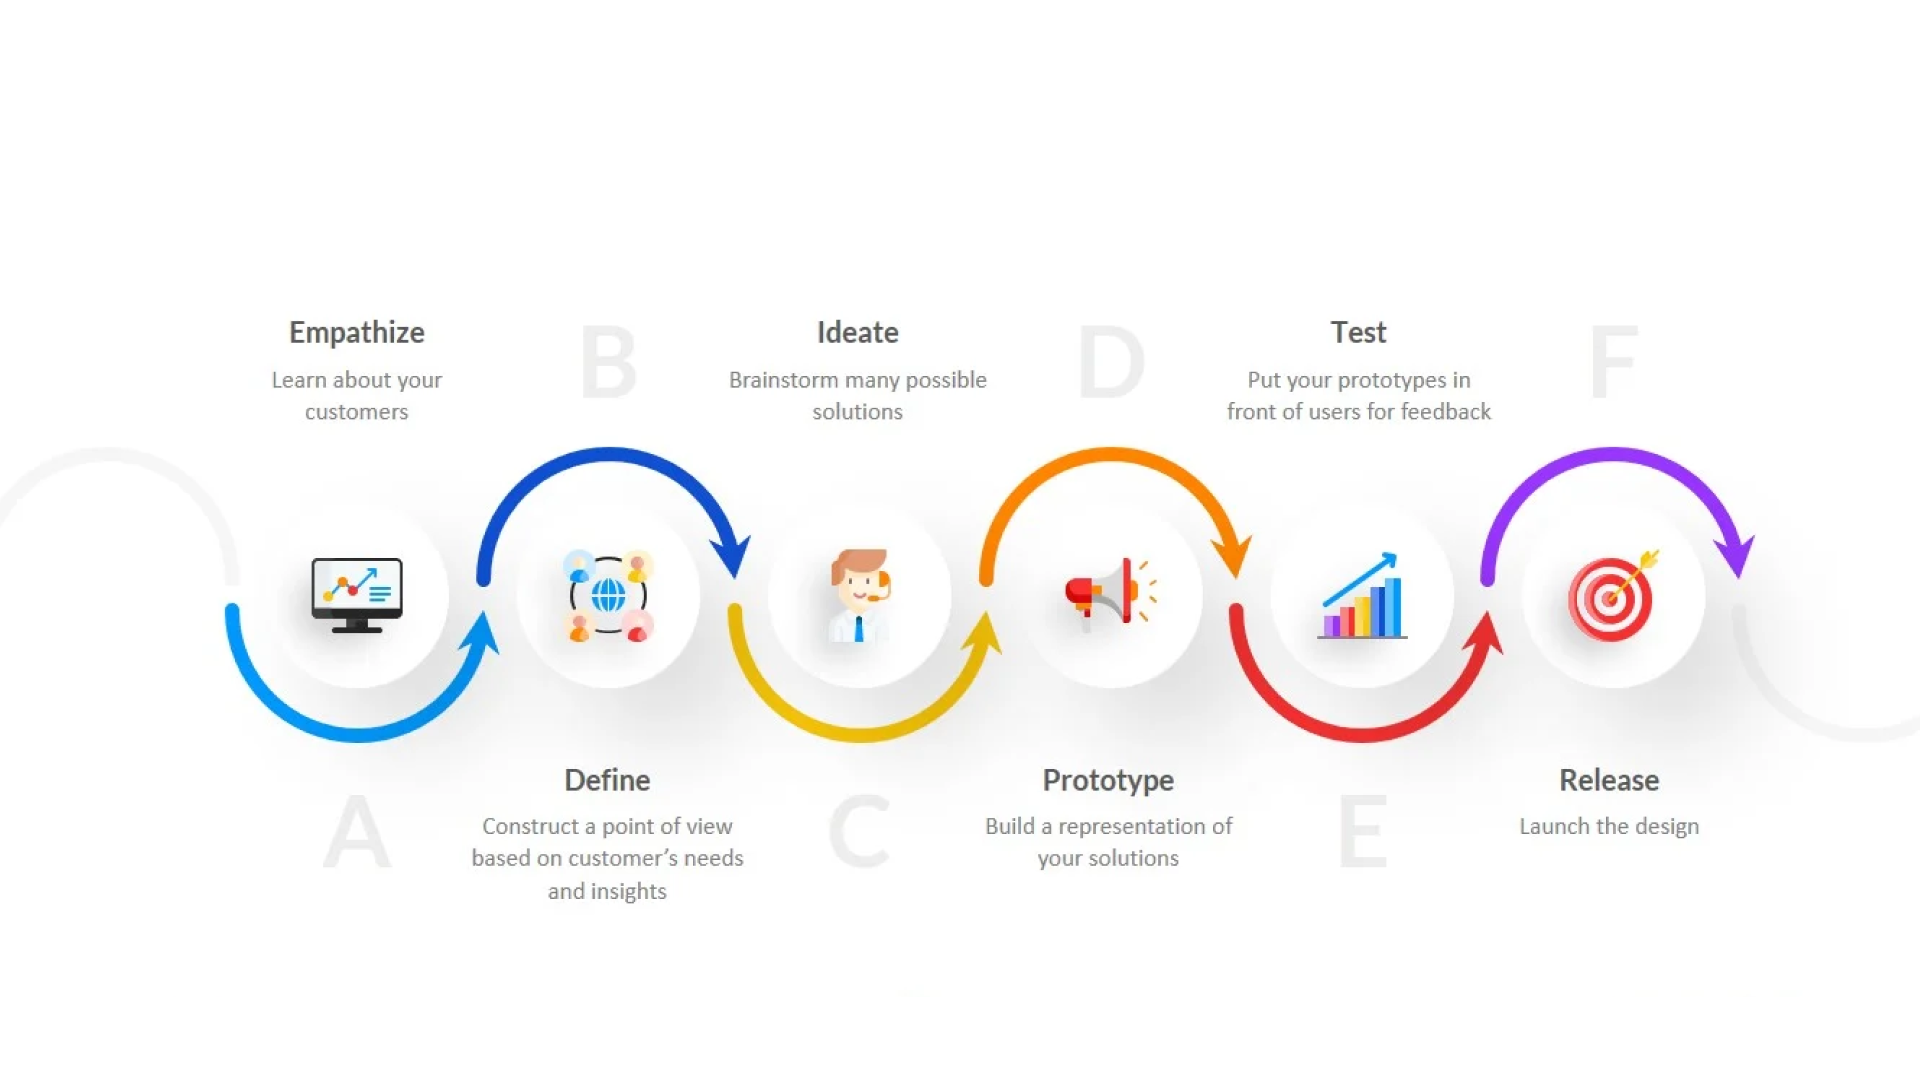 Empathize
Learn about your
customers
A
B
Define
Construct a point of view
based on customer’s needs
and insights
Ideate
Brainstorm many possible
solutions
C
D
Prototype
Build a representation of
your solutions
Test
Put your prototypes in
front of users for feedback
E
F
Release
Launch the design